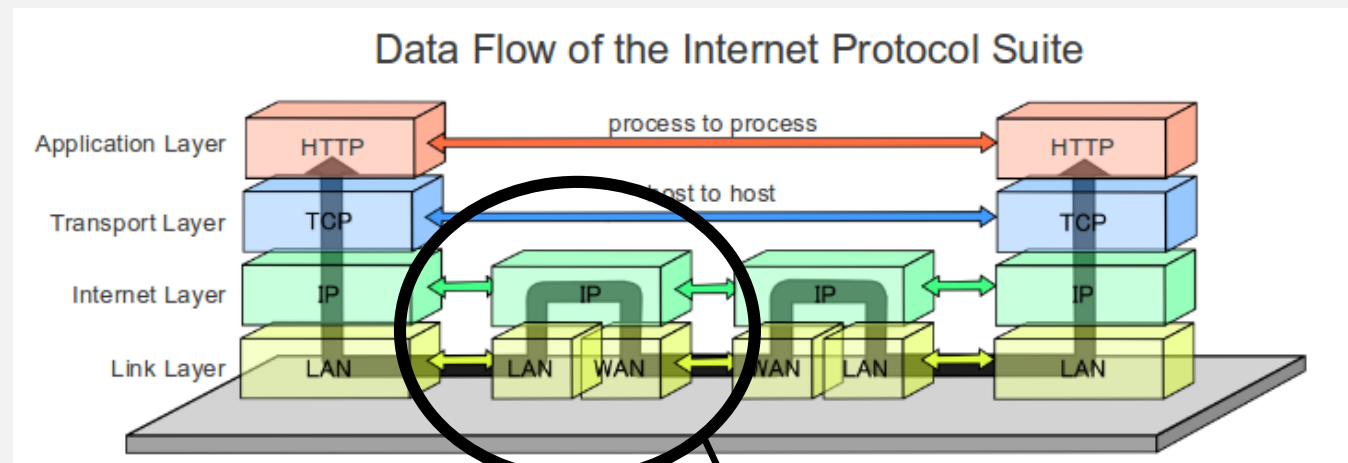 Data Flow of the Internet Protocol Suite
Application Layer HTTP process to process HTTP
Transport Layer TCP host to host TCP
Internet Layer IP IP IP IP
Link Layer LAN LAN WAN WAN LAN LAN